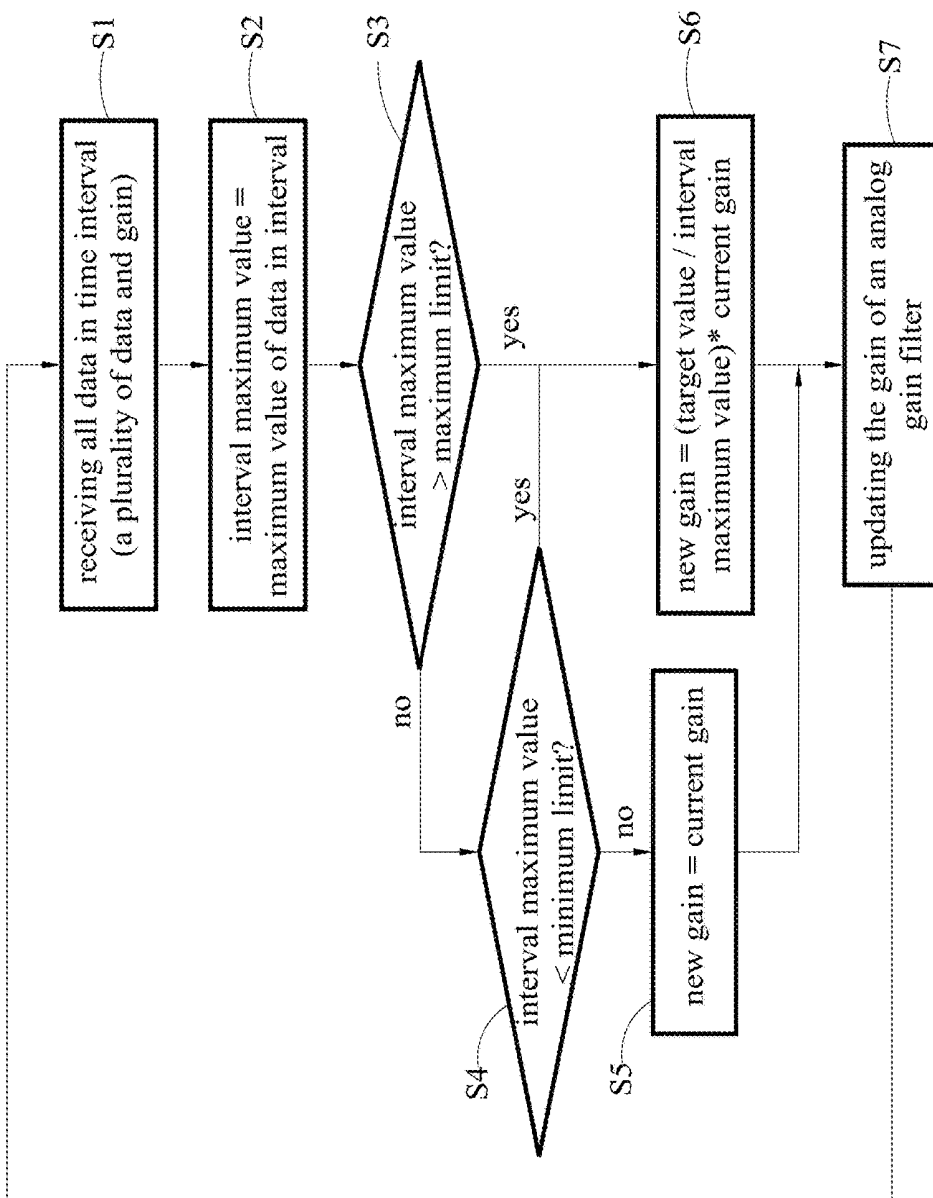 receiving all data in time interval
(a plurality of data and gain)
S1
interval maximum value =
maximum value of data in interval
S2
interval maximum value
> maximum limit?
S3
no
yes
interval maximum value
< minimum limit?
S4
yes
no
new gain = current gain
S5
new gain = (target value / interval
maximum value)* current gain
S6
updating the gain of an analog
gain filter
S7